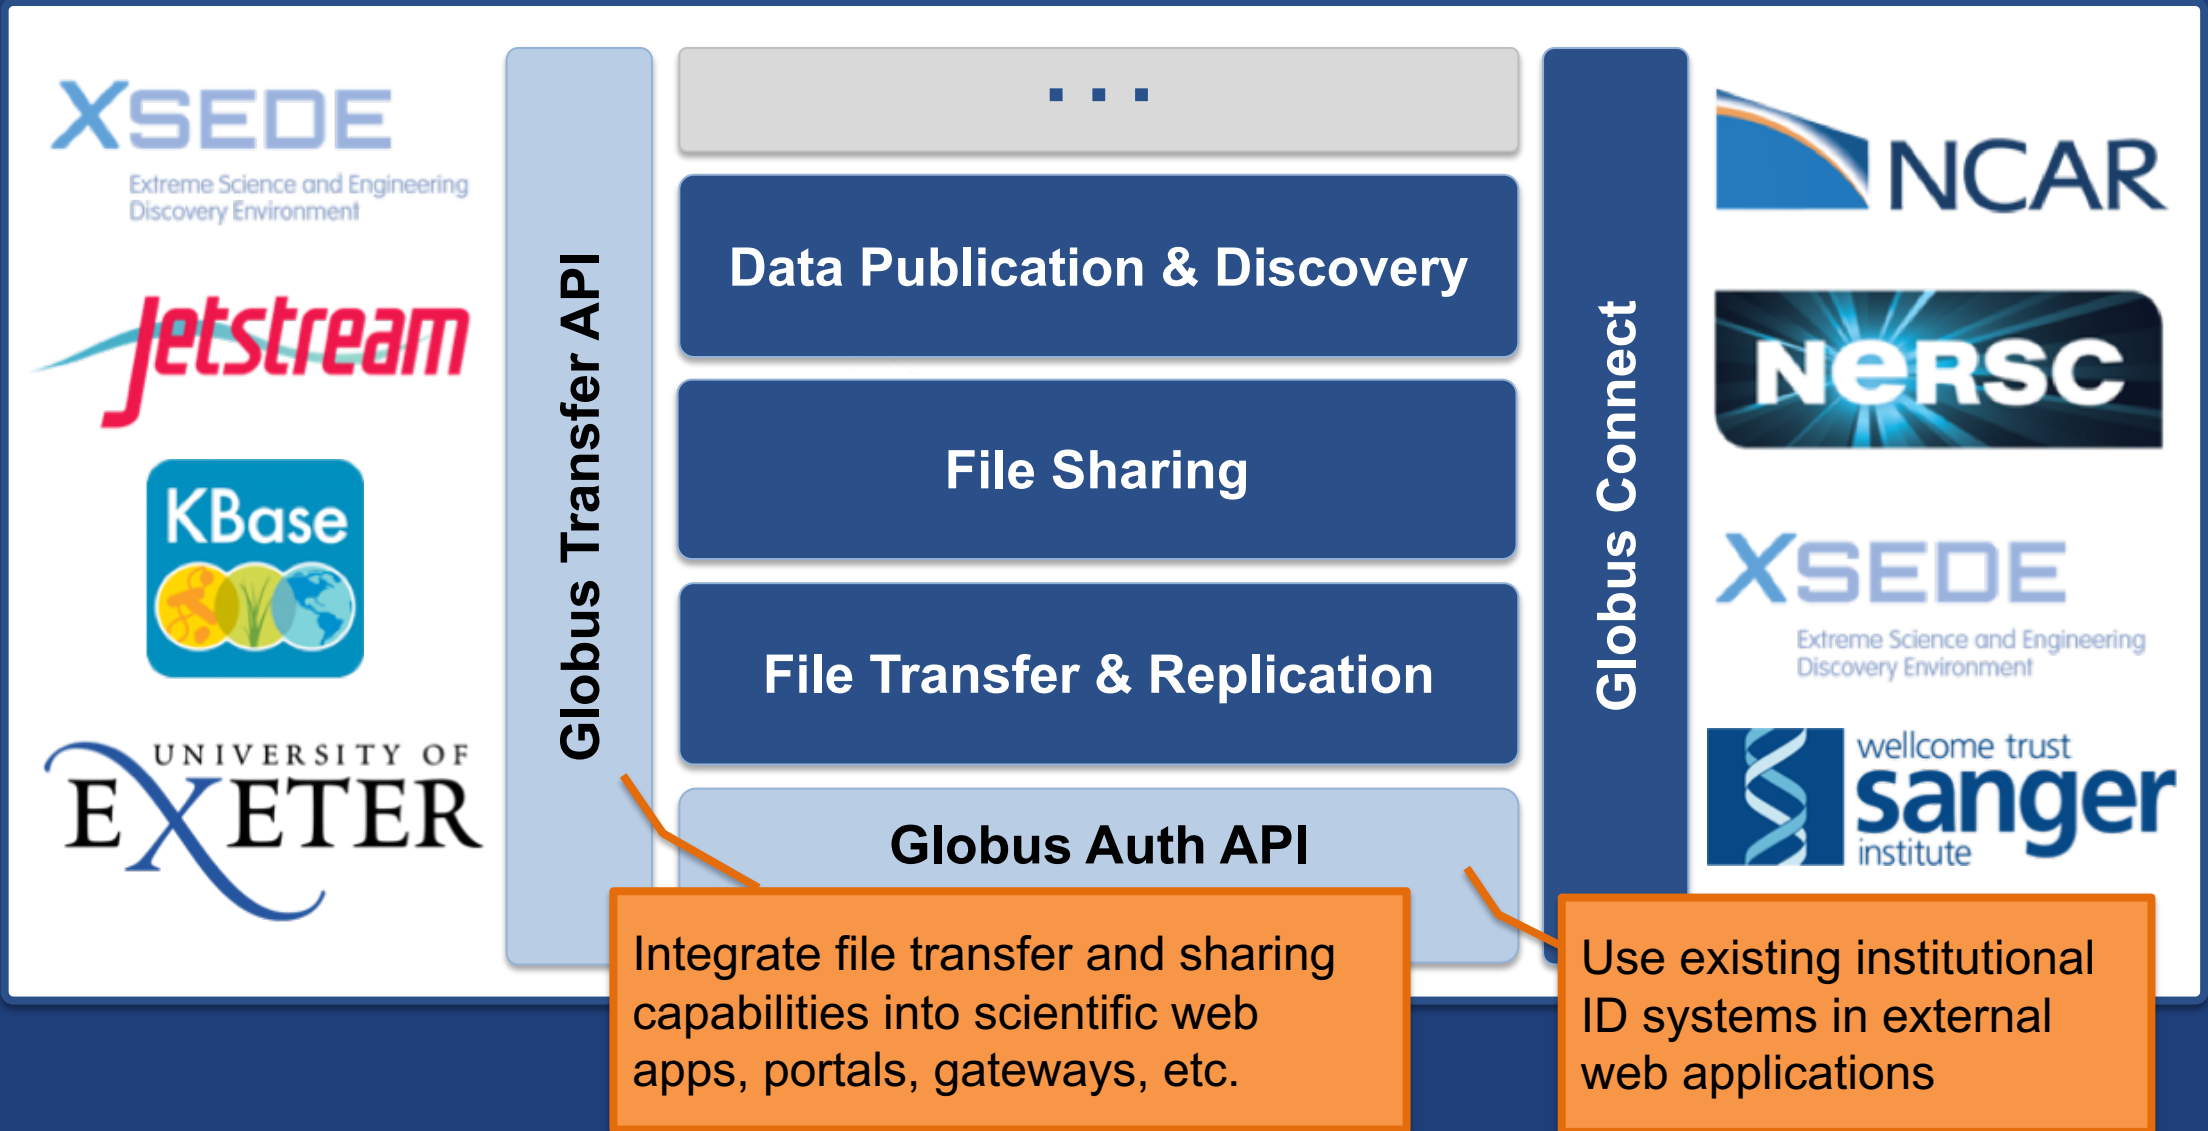 XSEDE
Extreme Science and Engineering
Discovery Environment
Jetstream
KBase
UNIVERSITY OF
EXETER
Globus Transfer API
...
Data Publication & Discovery
File Sharing
File Transfer & Replication
Globus Auth API
Globus Connect
NCAR
NeRSC
XSEDE
Extreme Science and Engineering
Discovery Environment
wellcome trust
sanger
institute
Integrate file transfer and sharing
capabilities into scientific web
apps, portals, gateways, etc.
Use existing institutional
ID systems in external
web applications